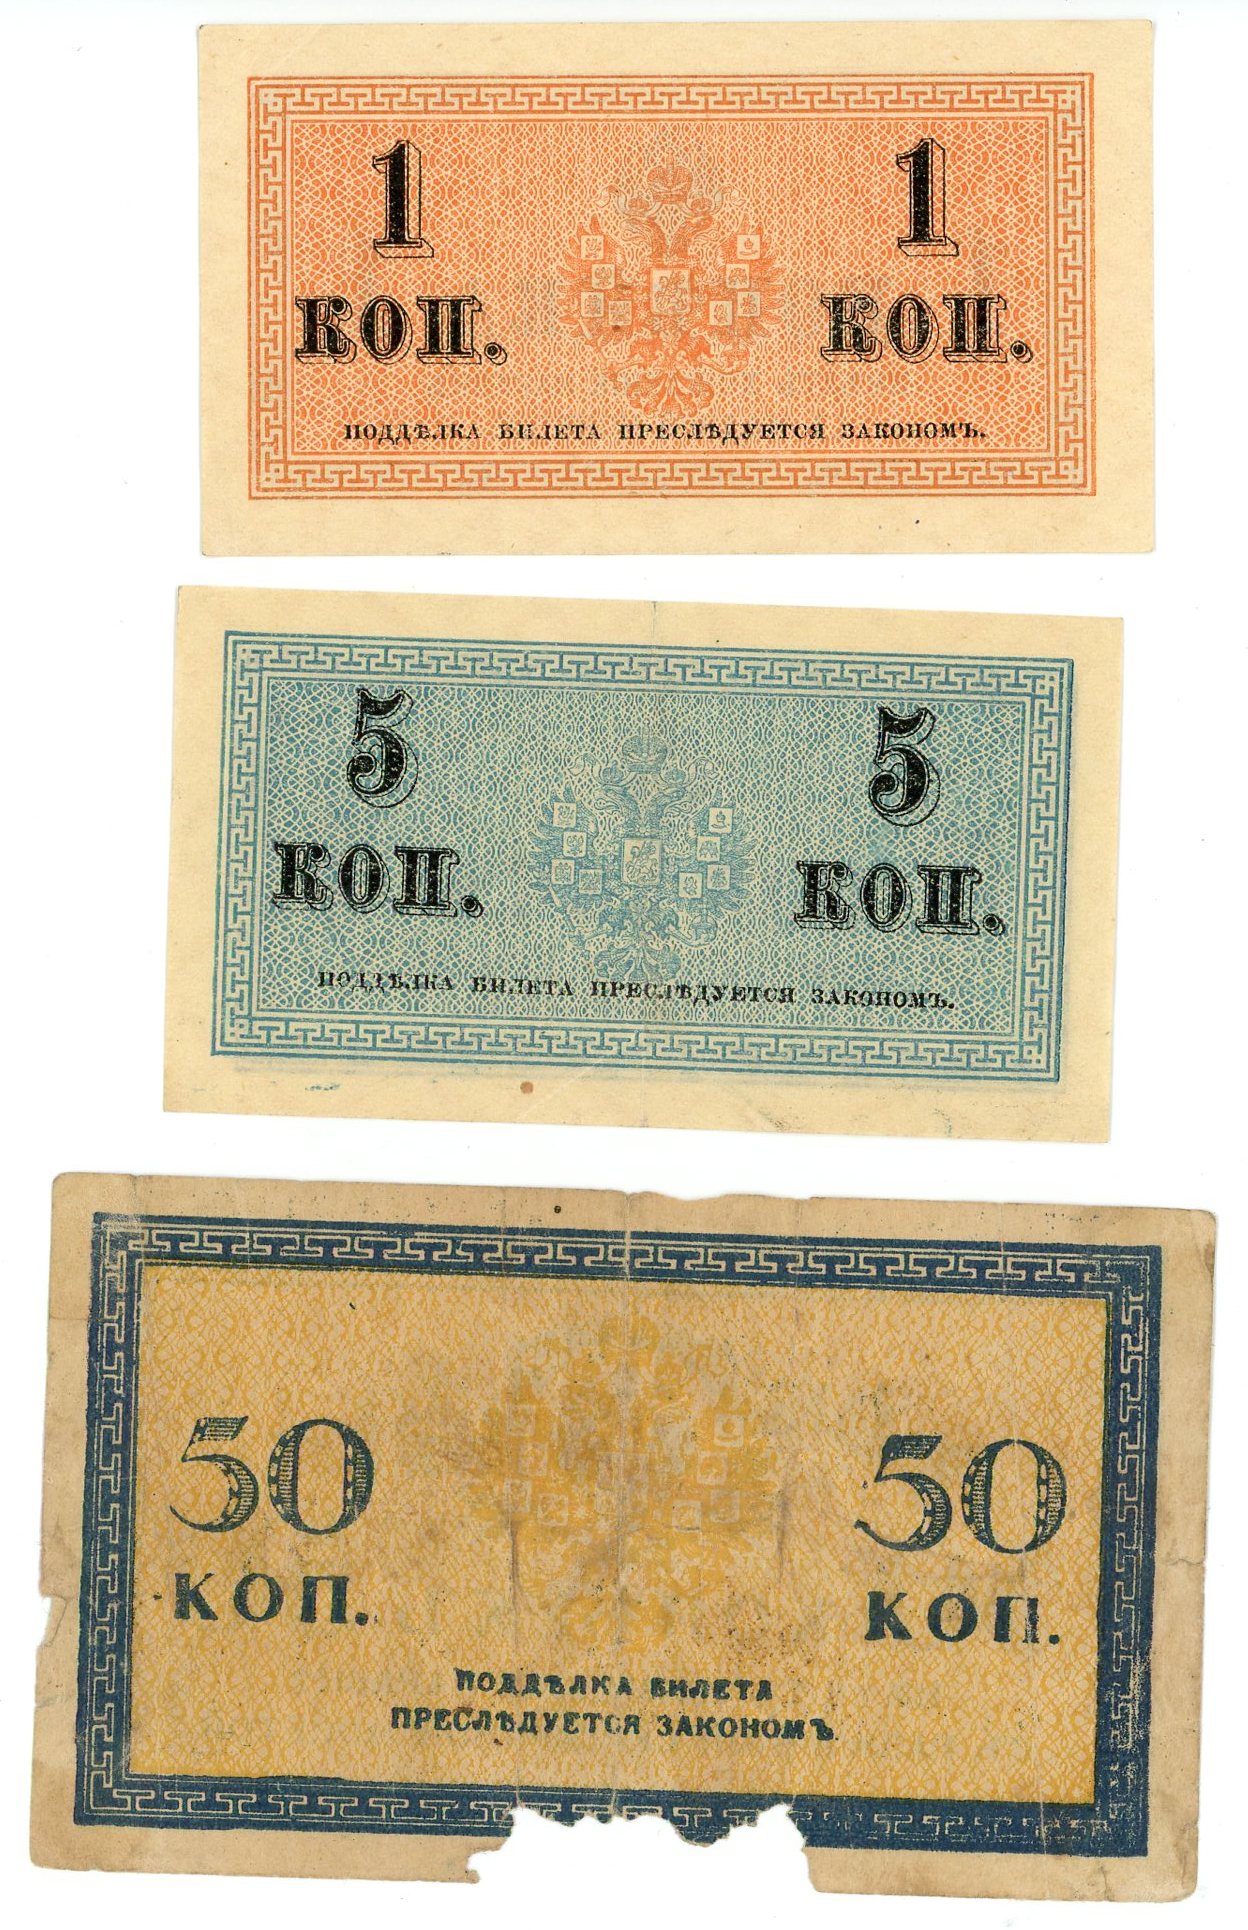 1 1
КОП. КОП.
ПОДДѢЛКА БИЛЕТА ПРЕСЛѢДУЕТСЯ ЗАКОНОМЪ.
5 5
КОП. КОП.
ПОДДѢЛКА БИЛЕТА ПРЕСЛѢДУЕТСЯ ЗАКОНОМЪ.
50 50
КОП. КОП.
ПОДДѢЛКА БИЛЕТА
ПРЕСЛѢДУЕТСЯ ЗАКОНОМЪ.